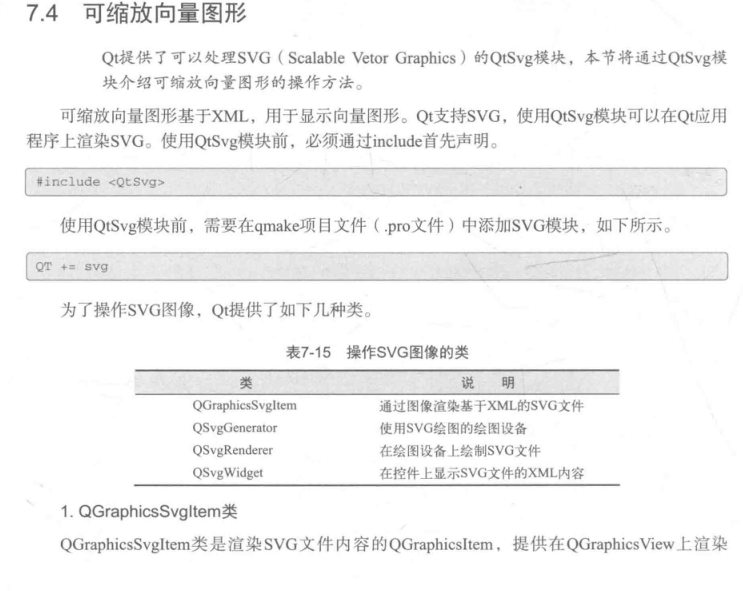 7.4 可缩放向量图形
Qt提供了可以处理SVG（Scalable Vetor Graphics）的QtSvg模块，本节将通过QtSvg模
块介绍可缩放向量图形的操作方法。
可缩放向量图形基于XML，用于显示向量图形。Qt支持SVG，使用QtSvg模块可以在Qt应用
程序上渲染SVG。使用QtSvg模块前，必须通过include首先声明。
#include <QtSvg>
使用QtSvg模块前，需要在qmake项目文件（.pro文件）中添加SVG模块，如下所示。
QT += svg
为了操作SVG图像，Qt提供了如下几种类。
表7-15 操作SVG图像的类
类 说 明
QGraphicsSvgItem 通过图像渲染基于XML的SVG文件
QSvgGenerator 使用SVG绘图的绘图设备
QSvgRenderer 在绘图设备上绘制SVG文件
QSvgWidget 在控件上显示SVG文件的XML内容
1. QGraphicsSvgItem类
QGraphicsSvgItem类是渲染SVG文件内容的QGraphicsItem，提供在QGraphicsView上渲染